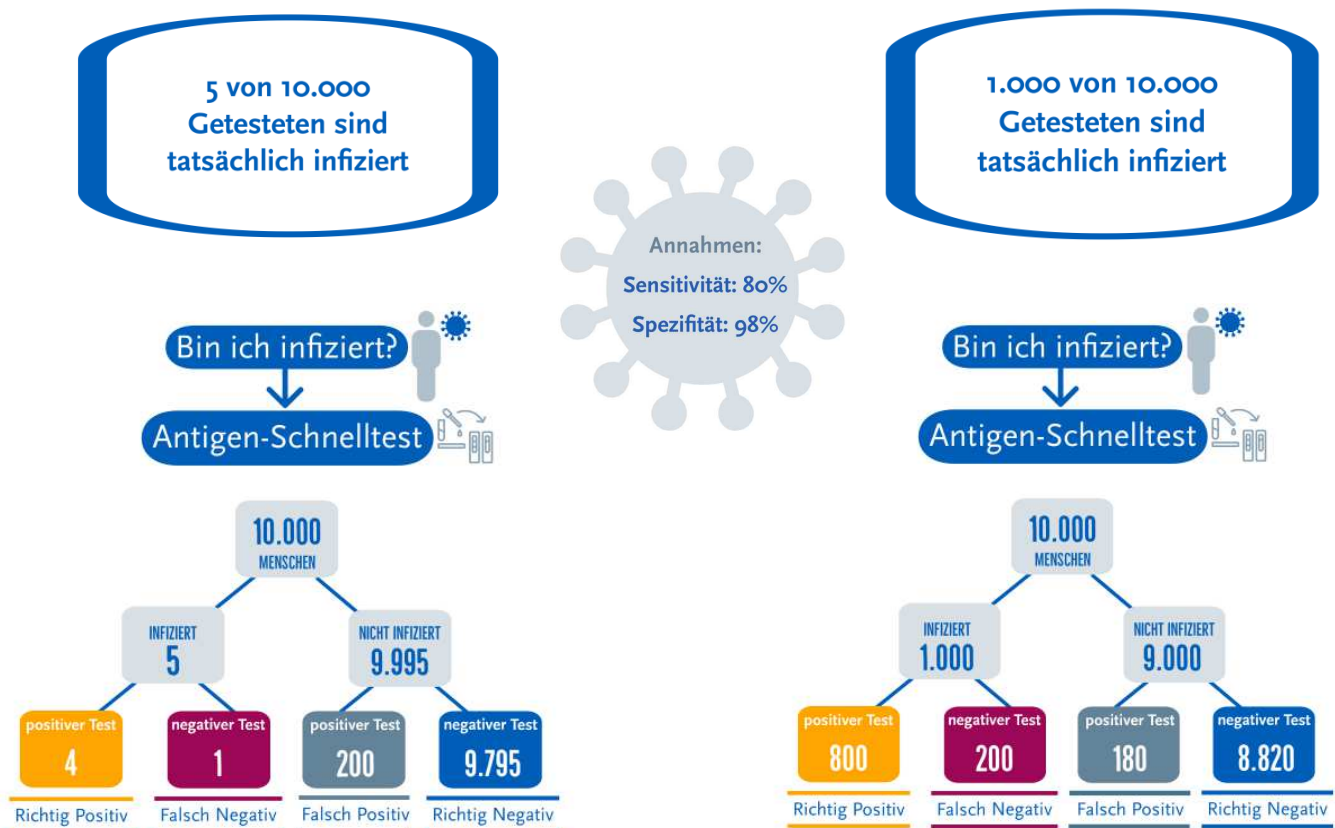 5 von 10.000
Getesteten sind
tatsächlich infiziert
1.000 von 10.000
Getesteten sind
tatsächlich infiziert
Annahmen:
Sensitivität: 80%
Spezifität: 98%
Bin ich infiziert?
Antigen-Schnelltest
10.000
MENSCHEN
INFIZIERT
5
NICHT INFIZIERT
9.995
positiver Test
4
Richtig Positiv
negativer Test
1
Falsch Negativ
positiver Test
200
Falsch Positiv
negativer Test
9.795
Richtig Negativ
Bin ich infiziert?
Antigen-Schnelltest
10.000
MENSCHEN
INFIZIERT
1.000
NICHT INFIZIERT
9.000
positiver Test
800
Richtig Positiv
negativer Test
200
Falsch Negativ
positiver Test
180
Falsch Positiv
negativer Test
8.820
Richtig Negativ